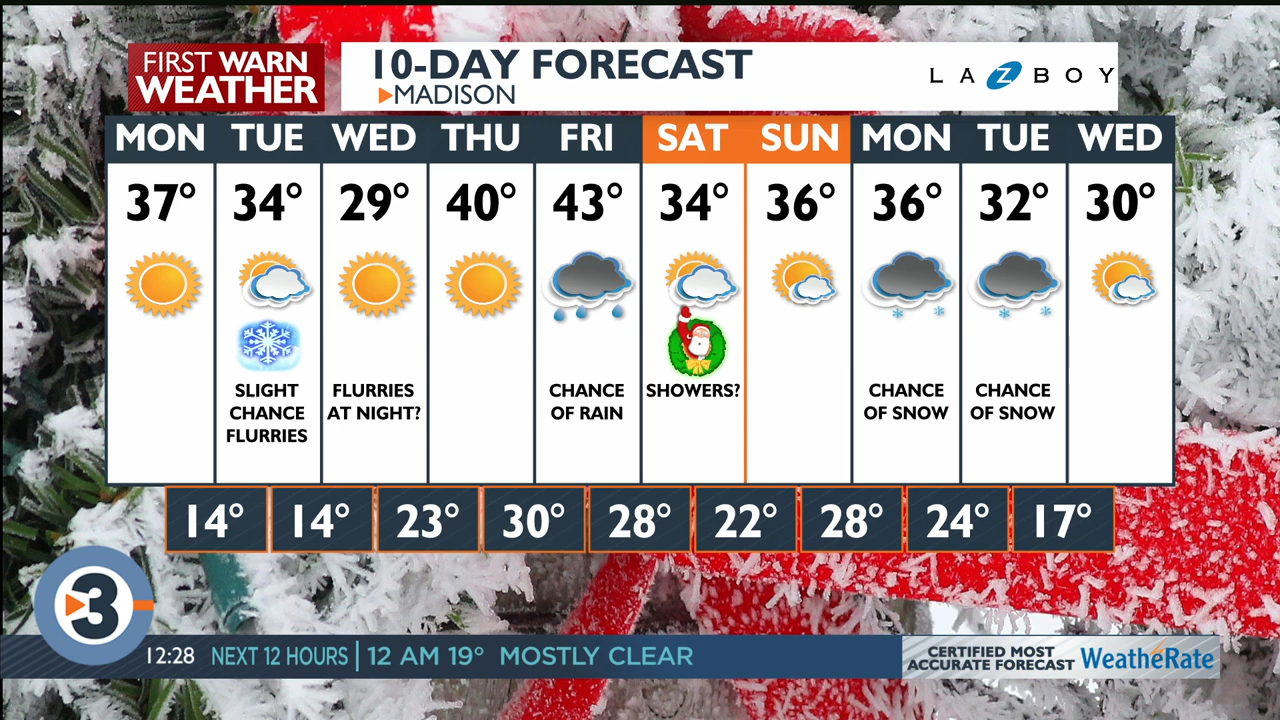 FIRST WARN
WEATHER
10-DAY FORECAST
MADISON
LAZBOY
MON TUE WED THU FRI SAT SUN MON TUE WED
37° 34° 29° 40° 43° 34° 36° 36° 32° 30°
SLIGHT
CHANCE
FLURRIES
FLURRIES
AT NIGHT?
CHANCE
OF RAIN
SHOWERS?
CHANCE
OF SNOW
CHANCE
OF SNOW
14° 14° 23° 30° 28° 22° 28° 24° 17°
3
12:28 NEXT 12 HOURS | 12 AM 19° MOSTLY CLEAR
CERTIFIED MOST
ACCURATE FORECAST
WeatheRate